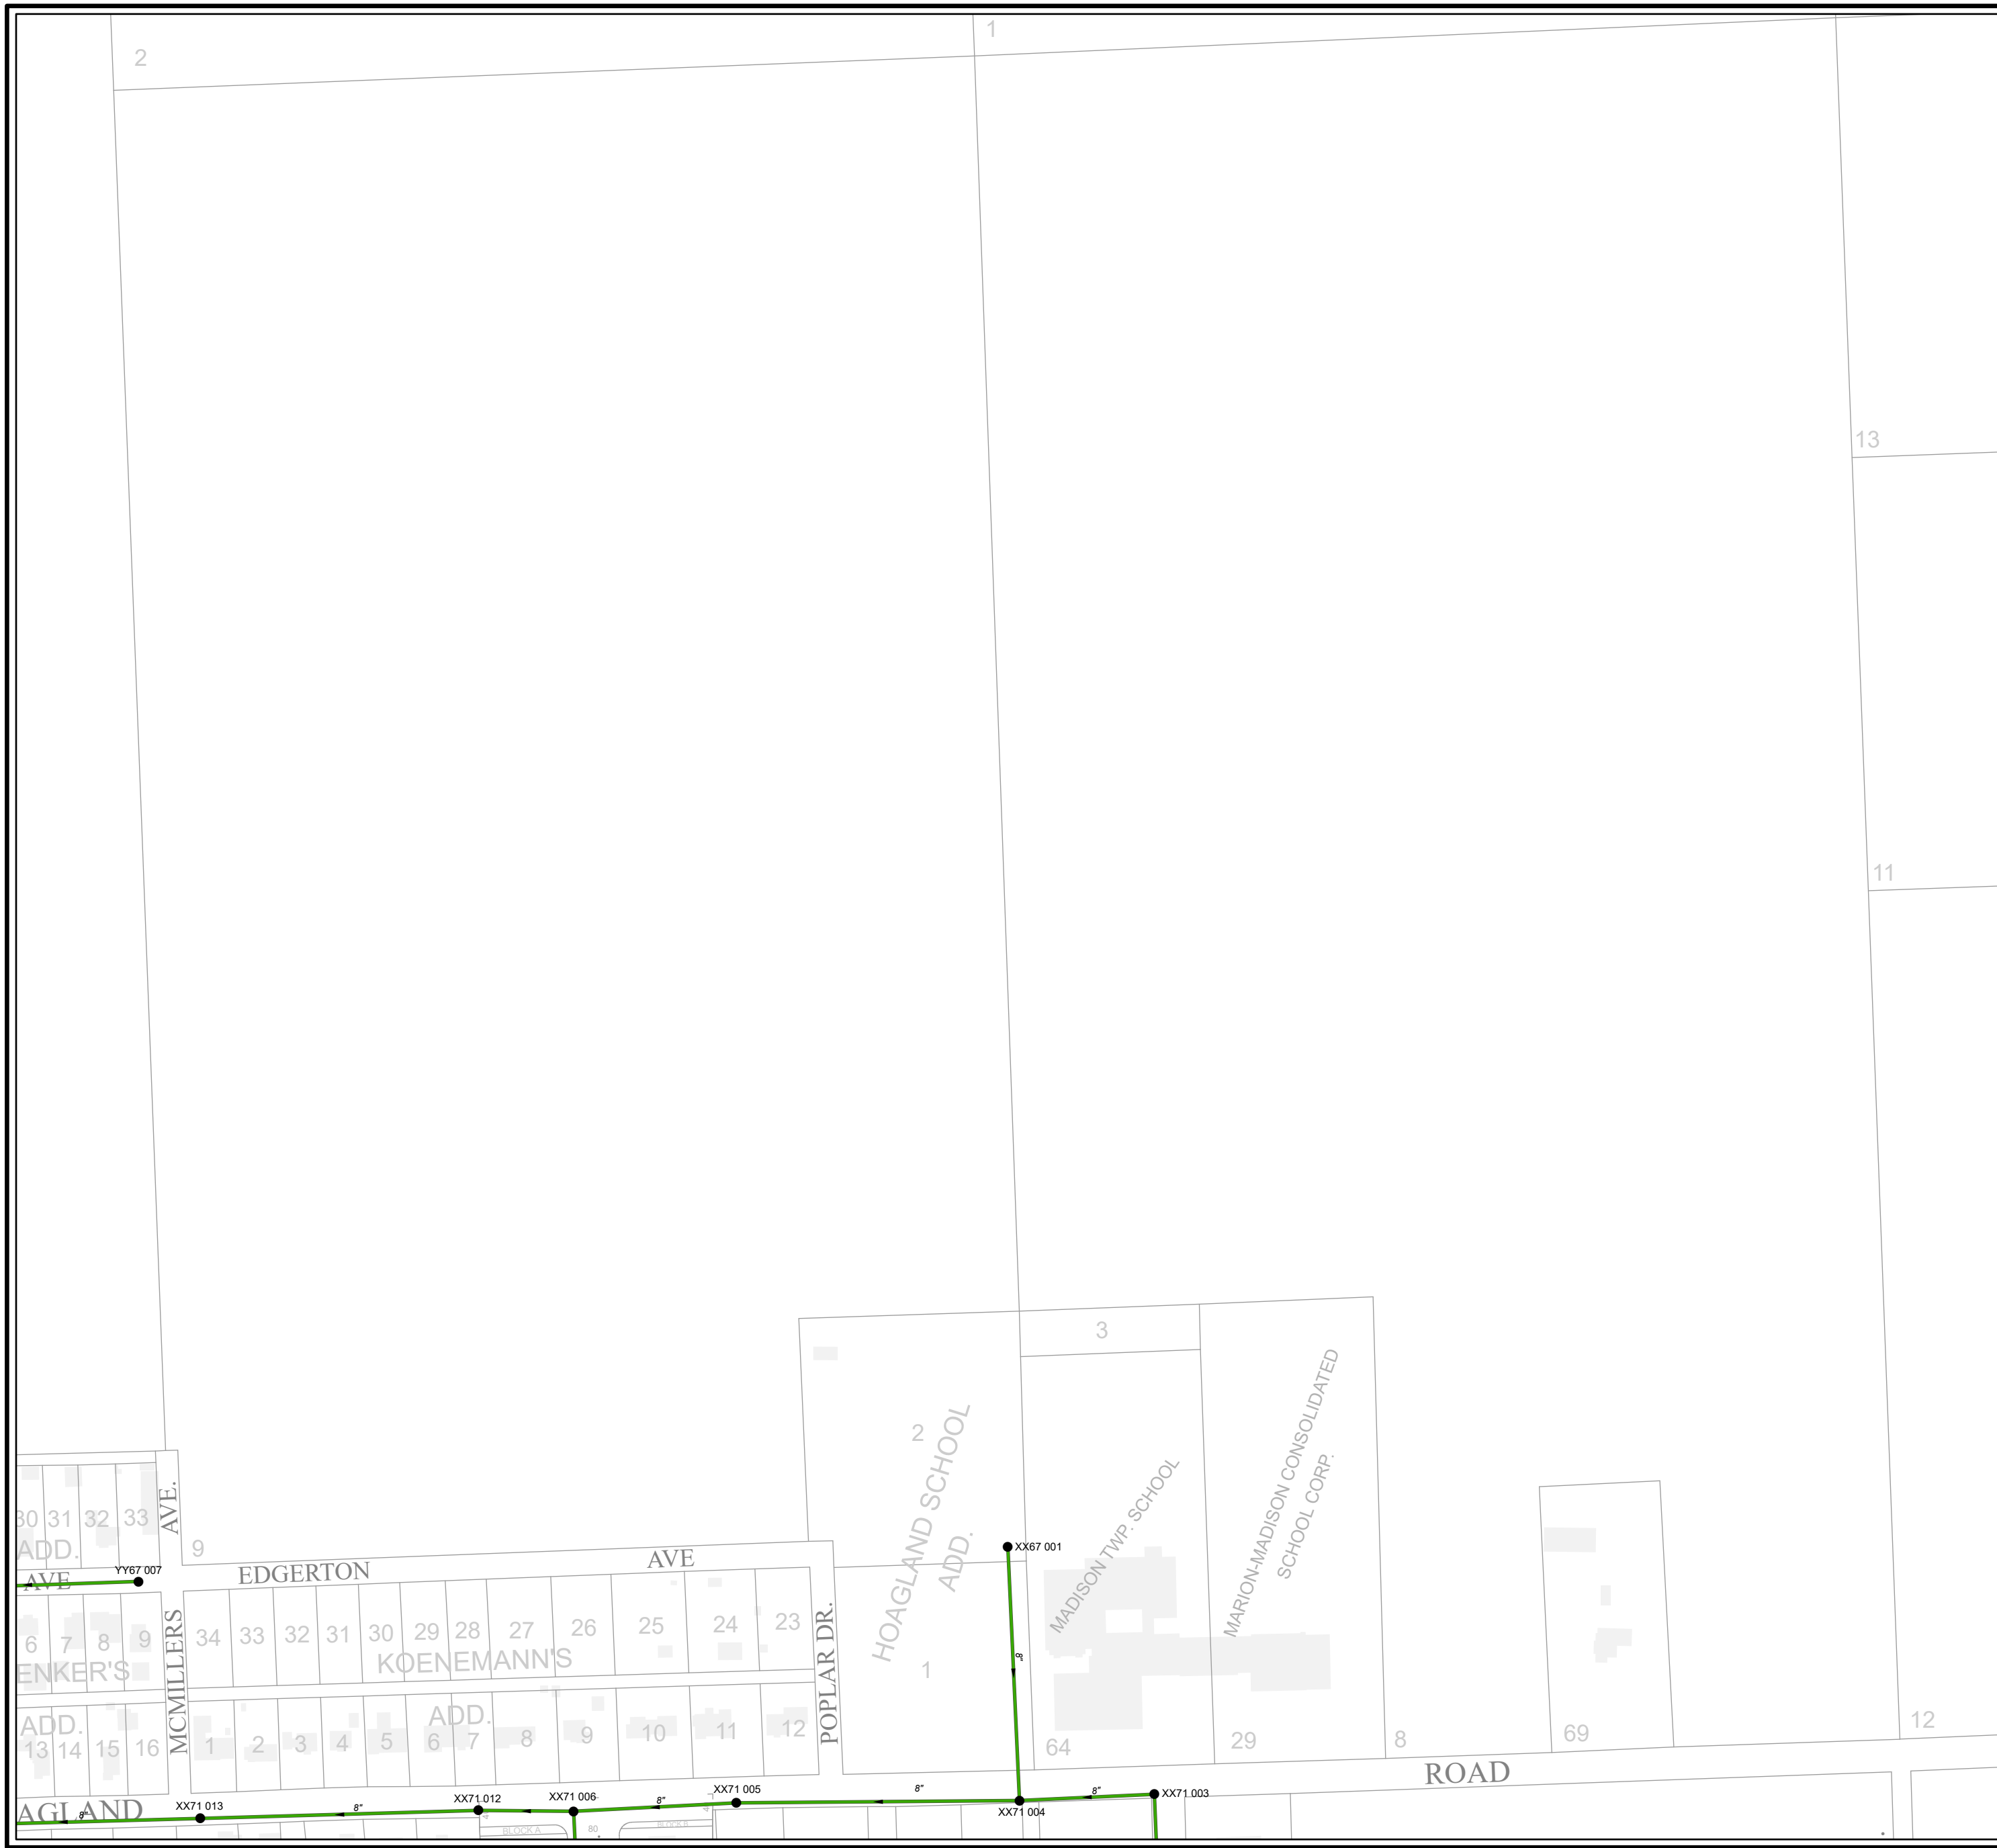 2
1
13
11
3
2
HOAGLAND SCHOOL
ADD.
1
MADISON TWP. SCHOOL
MARION-MADISON CONSOLIDATED
SCHOOL CORP.
XX67 001
8"
30 31 32 33
ADD.
AVE.
9
YY67 007
AVE
EDGERTON AVE
6 7 8 9
ENKER'S
MCMILLERS
34 33 32 31 30 29 28 27 26 25 24 23
KOENEMANN'S
POPLAR DR.
ADD.
13 14 15 16
ADD.
1 2 3 4 5 6 7 8 9 10 11 12
64
29
8
69
12
ROAD
AGLAND
8"
XX71 013
8"
XX71 012
XX71 006
8"
XX71 005
8"
XX71 004
8"
XX71 003
BLOCK A
80
BLOCK B